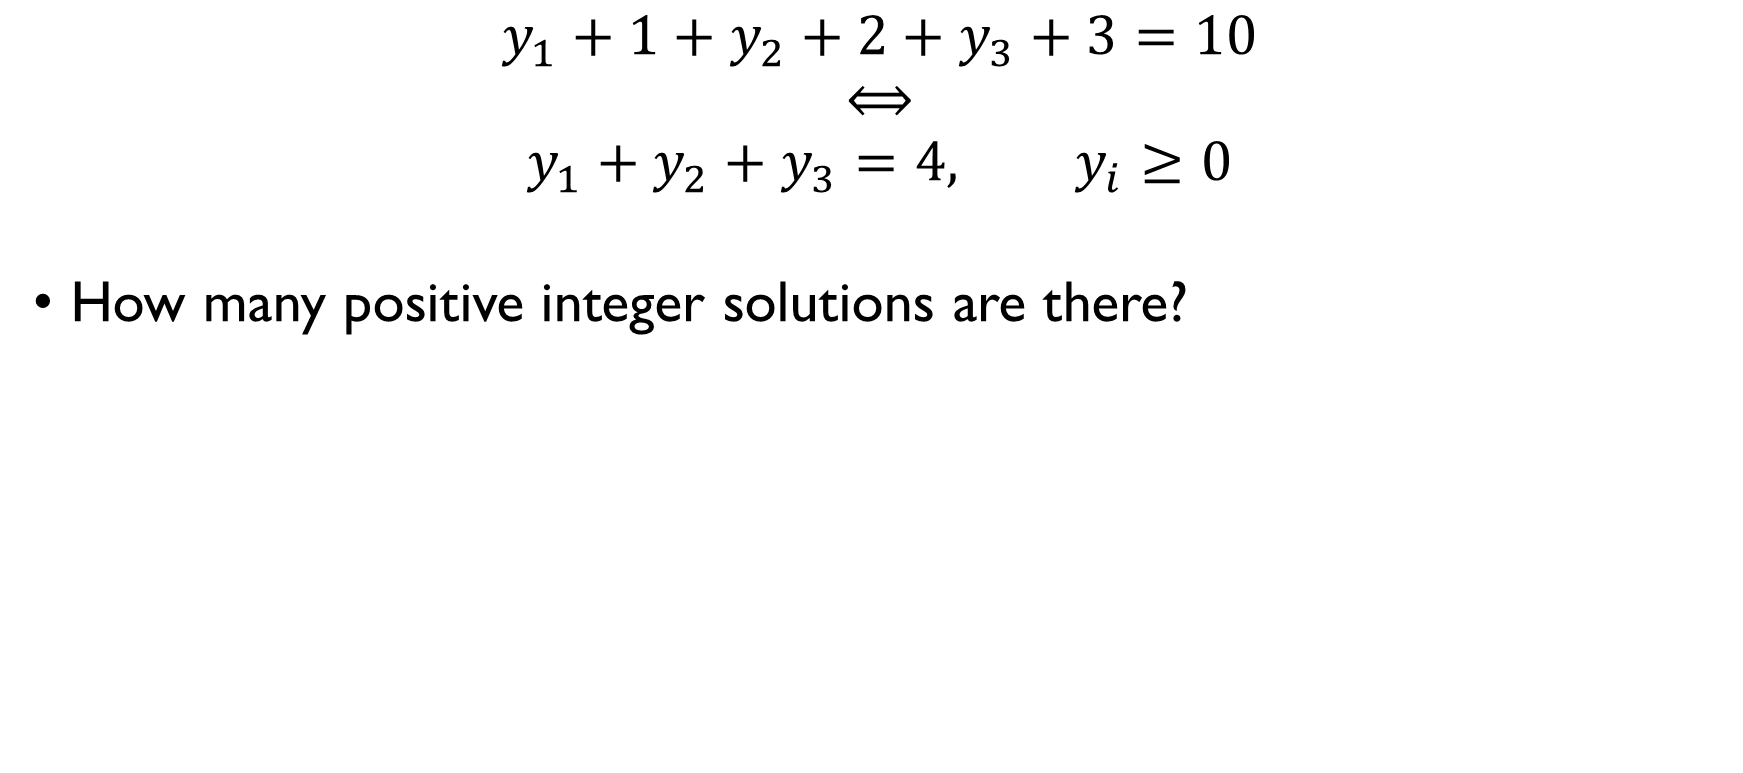 y₁ + 1 + y₂ + 2 + y₃ + 3 = 10
⟺
y₁ + y₂ + y₃ = 4, yᵢ ≥ 0
• How many positive integer solutions are there?